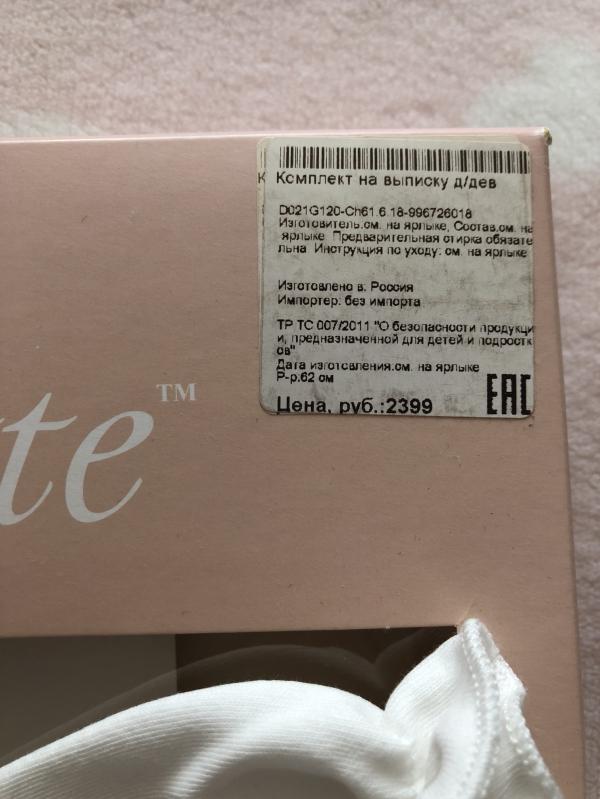 Комплект на выписку д/дев
D021G120-Ch61.6.18-996726018
Изготовитель:см. на ярлыке, Состав:см. на
ярлыке Предварительная стирка обязате
льна Инструкция по уходу: см. на ярлыке
Изготовлено в: Россия
Импортер: без импорта
ТР ТС 007/2011 "О безопасности продукци
и, предназначенной для детей и подростк
ов"
Дата изготовления:см. на ярлыке
Р-р:62 см
Цена, руб.:2399
EAC
te™